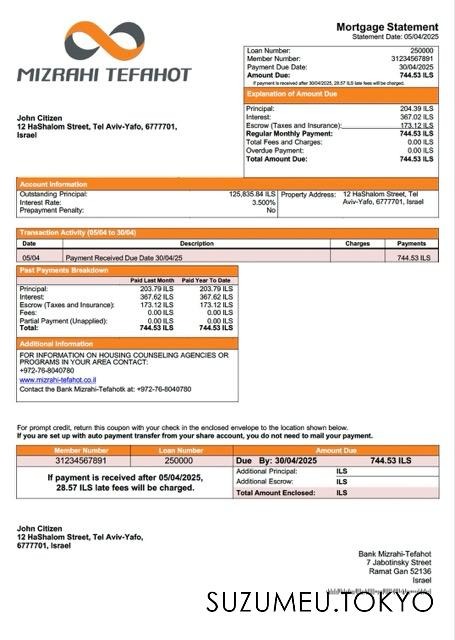 Mortgage Statement
Statement Date: 05/04/2025
MIZRAHI TEFAHOT
Loan Number: 250000
Member Number: 31234567891
Payment Due Date: 30/04/2025
Amount Due: 744.53 ILS
If payment is received after 30/04/2025, 28.57 ILS late fees will be charged.
John Citizen
12 HaShalom Street, Tel Aviv-Yafo, 6777701,
Israel
Explanation of Amount Due
Principal: 204.39 ILS
Interest: 367.02 ILS
Escrow (Taxes and Insurance): 173.12 ILS
Regular Monthly Payment: 744.53 ILS
Total Fees and Charges: 0.00 ILS
Overdue Payment: 0.00 ILS
Total Amount Due: 744.53 ILS
Account Information
Outstanding Principal: 125,835.84 ILS
Interest Rate: 3.500%
Prepayment Penalty: No
Property Address: 12 HaShalom Street, Tel
Aviv-Yafo, 6777701, Israel
Transaction Activity (05/04 to 30/04)
Date Description Charges Payments
05/04 Payment Received Due Date 30/04/25 744.53 ILS
Past Payments Breakdown
Paid Last Month Paid Year To Date
Principal: 203.79 ILS 203.79 ILS
Interest: 367.62 ILS 367.62 ILS
Escrow (Taxes and Insurance): 173.12 ILS 173.12 ILS
Fees: 0.00 ILS 0.00 ILS
Partial Payment (Unapplied): 0.00 ILS 0.00 ILS
Total: 744.53 ILS 744.53 ILS
Additional Information
FOR INFORMATION ON HOUSING COUNSELING AGENCIES OR
PROGRAMS IN YOUR AREA CONTACT:
+972-76-8040780
www.mizrahi-tefahot.co.il
Contact the Bank Mizrahi-Tefahotk at: +972-76-8040780
For prompt credit, return this coupon with your check in the enclosed envelope to the location shown below.
If you are set up with auto payment transfer from your share account, you do not need to mail your payment.
Member Number Loan Number Amount Due
31234567891 250000 Due By: 30/04/2025 744.53 ILS
If payment is received after 05/04/2025,
28.57 ILS late fees will be charged.
Additional Principal: ILS
Additional Escrow: ILS
Total Amount Enclosed: ILS
John Citizen
12 HaShalom Street, Tel Aviv-Yafo,
6777701, Israel
Bank Mizrahi-Tefahot
7 Jabotinsky Street
Ramat Gan 52136
Israel
SUZUMEU.TOKYO